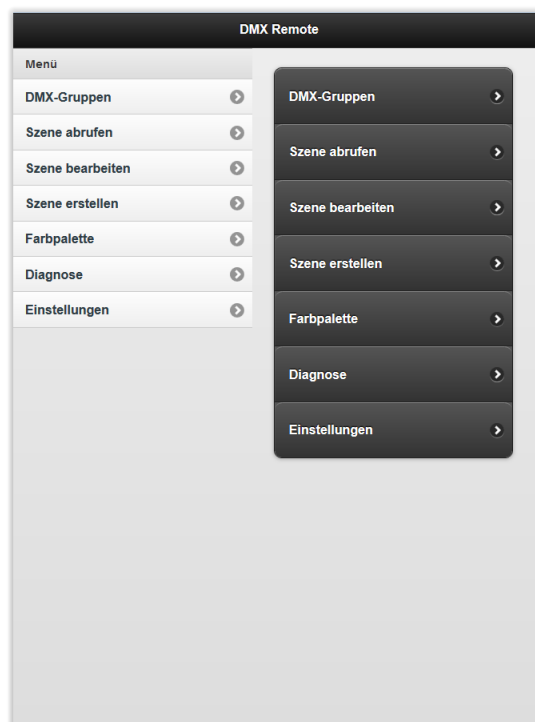 DMX Remote
Menü
DMX-Gruppen
Szene abrufen
Szene bearbeiten
Szene erstellen
Farbpalette
Diagnose
Einstellungen
DMX-Gruppen
Szene abrufen
Szene bearbeiten
Szene erstellen
Farbpalette
Diagnose
Einstellungen